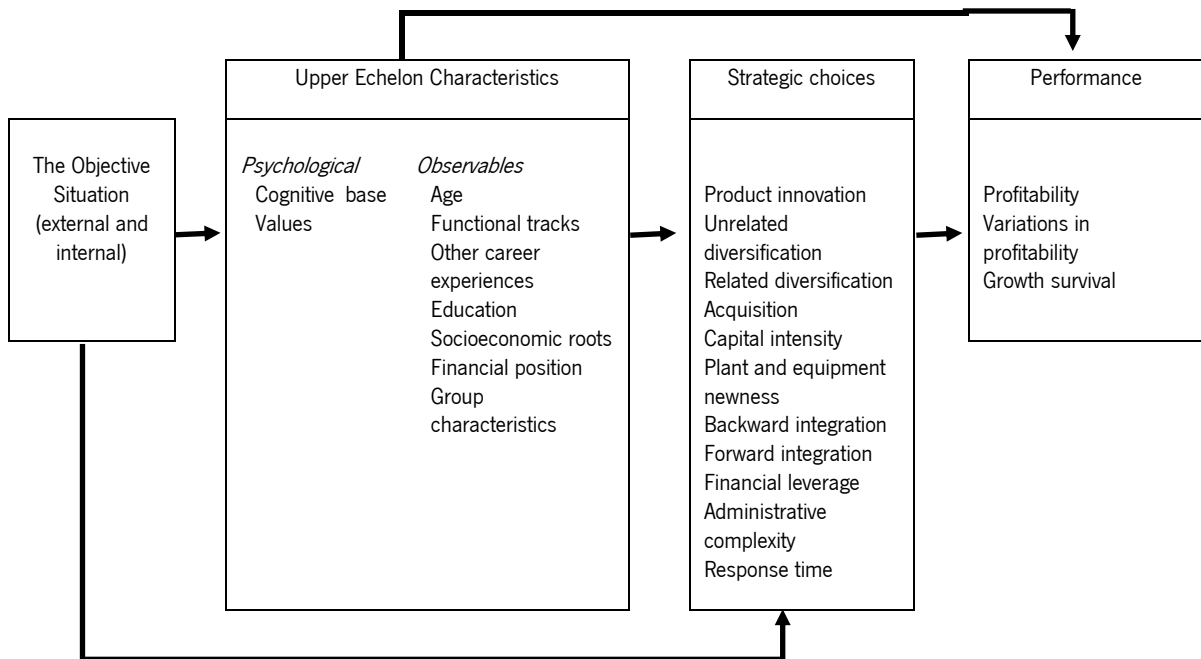 Upper Echelon Characteristics
Strategic choices
Performance
The Objective
Situation
(external and
internal)
Psychological
Cognitive base
Values
Observables
Age
Functional tracks
Other career
experiences
Education
Socioeconomic roots
Financial position
Group
characteristics
Product innovation
Unrelated
diversification
Related diversification
Acquisition
Capital intensity
Plant and equipment
newness
Backward integration
Forward integration
Financial leverage
Administrative
complexity
Response time
Profitability
Variations in
profitability
Growth survival